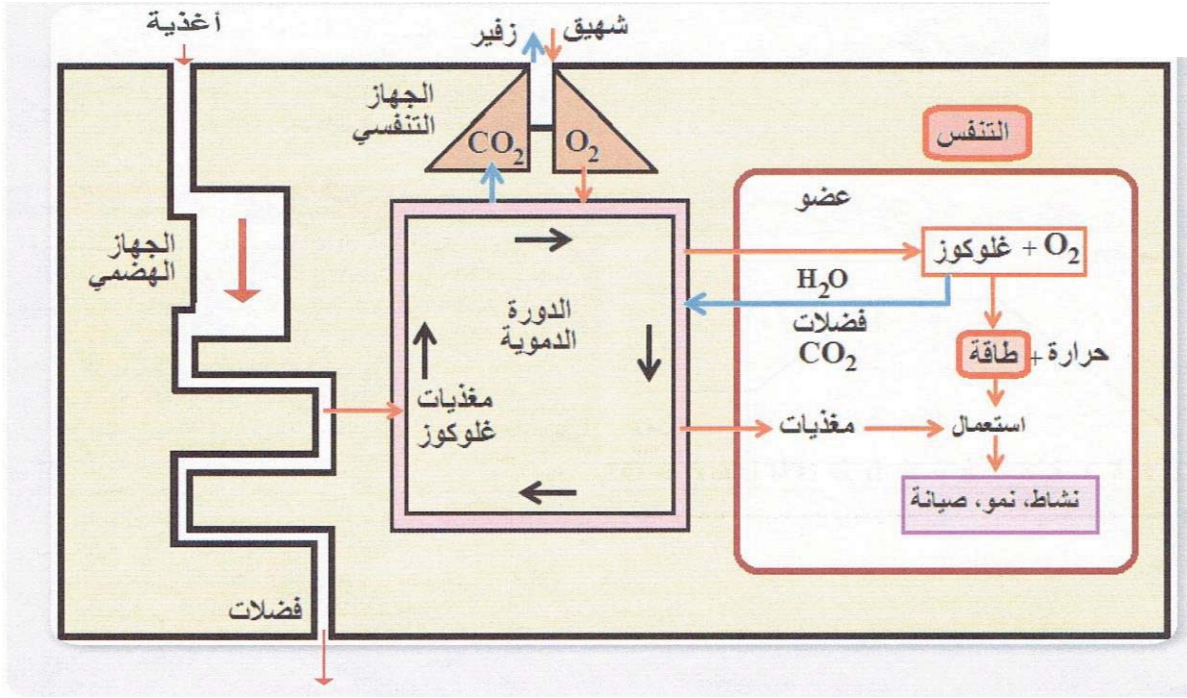 أغذية
زفير
شهيق
الجهاز
التنفسي
CO₂
O₂
التنفس
عضو
غلوكوز + O₂
H₂O
فضلات
CO₂
حرارة + طاقة
الجهاز
الهضمي
الدورة
الدموية
مغذيات
غلوكوز
مغذيات
استعمال
نشاط، نمو، صيانة
فضلات